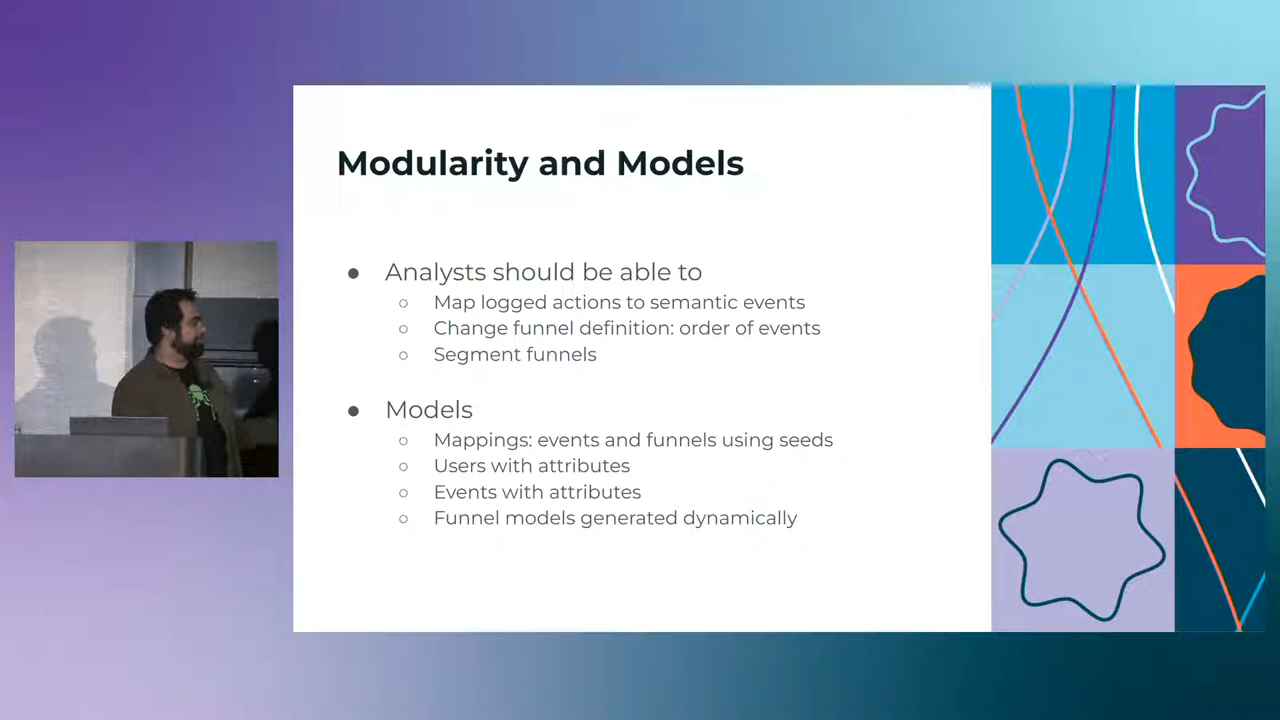 Modularity and Models
● Analysts should be able to
○ Map logged actions to semantic events
○ Change funnel definition: order of events
○ Segment funnels
● Models
○ Mappings: events and funnels using seeds
○ Users with attributes
○ Events with attributes
○ Funnel models generated dynamically